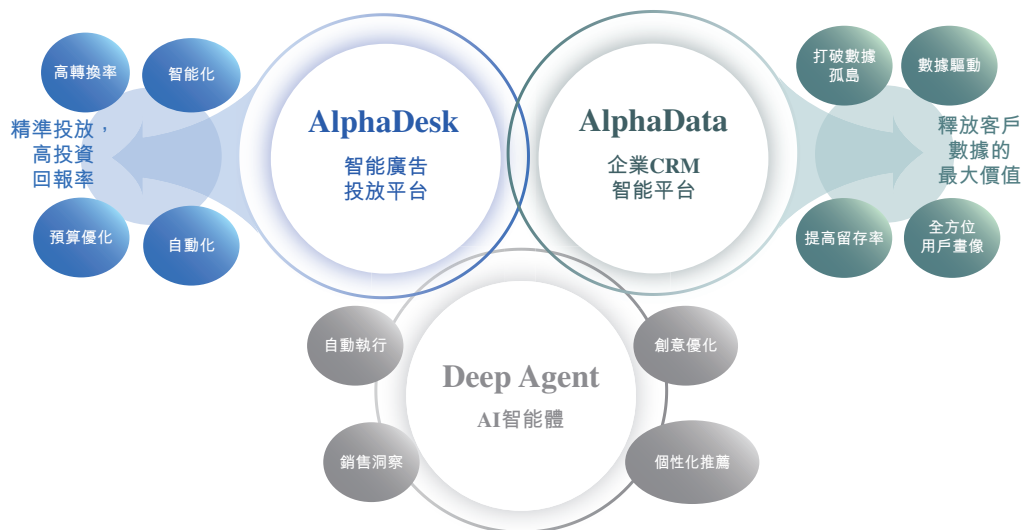 高轉換率
智能化
精準投放，
高投資
回報率
預算優化
自動化
AlphaDesk
智能廣告
投放平台
AlphaData
企業CRM
智能平台
打破數據
孤島
數據驅動
釋放客戶
數據的
最大價值
提高留存率
全方位
用戶畫像
自動執行
創意優化
Deep Agent
AI智能體
銷售洞察
個性化推薦